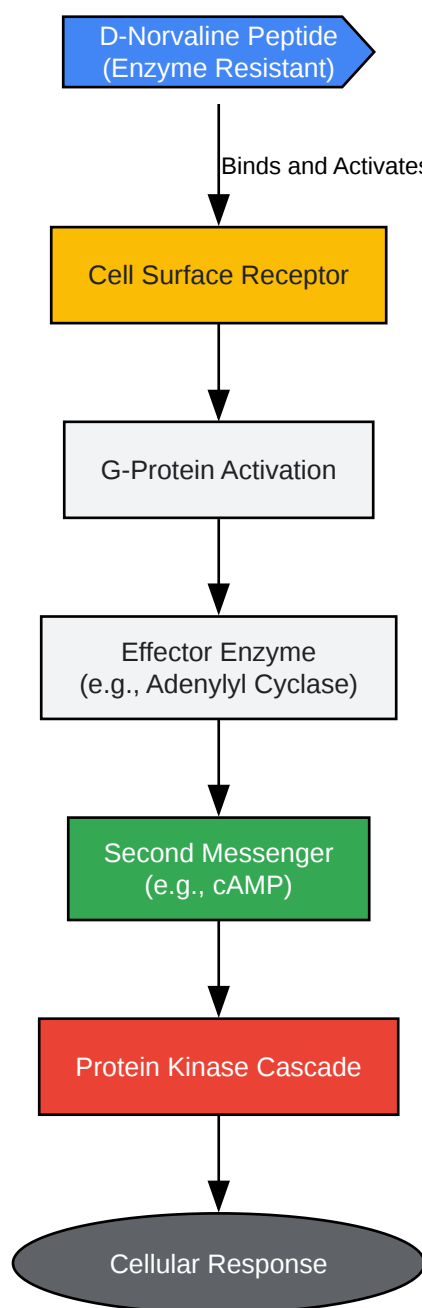 D-Norvaline Peptide
(Enzyme Resistant)
Binds and Activates
Cell Surface Receptor
G-Protein Activation
Effector Enzyme
(e.g., Adenylyl Cyclase)
Second Messenger
(e.g., cAMP)
Protein Kinase Cascade
Cellular Response